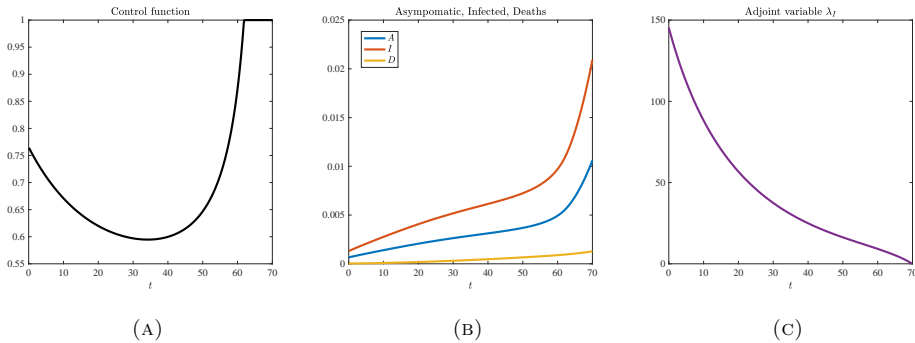 Control function
1
0.95
0.9
0.85
0.8
0.75
0.7
0.65
0.6
0.55
0 10 20 30 40 50 60 70
t
(A)
Asympomatic, Infected, Deaths
0.025
0.02
0.015
0.01
0.005
0
A
I
D
0 10 20 30 40 50 60 70
t
(B)
Adjoint variable λ_I
150
100
50
0
0 10 20 30 40 50 60 70
t
(C)